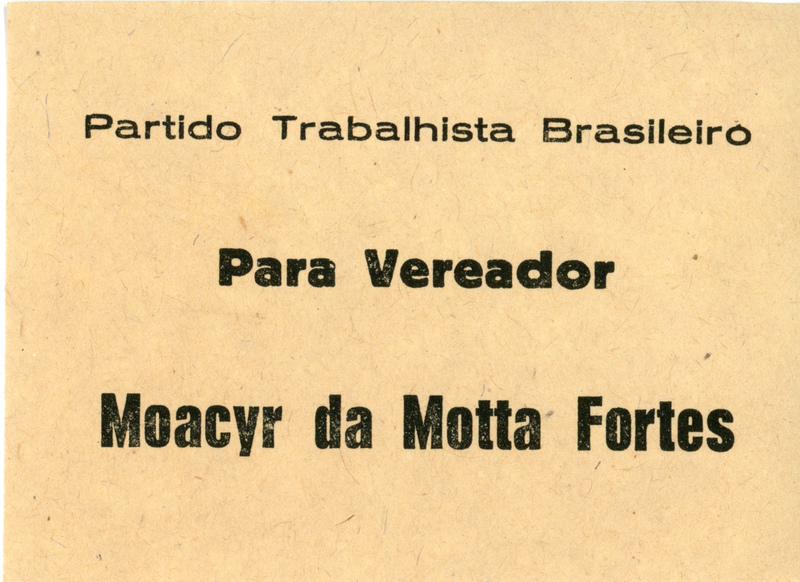 Partido Trabalhista Brasileiro
Para Vereador
Moacyr da Motta Fortes